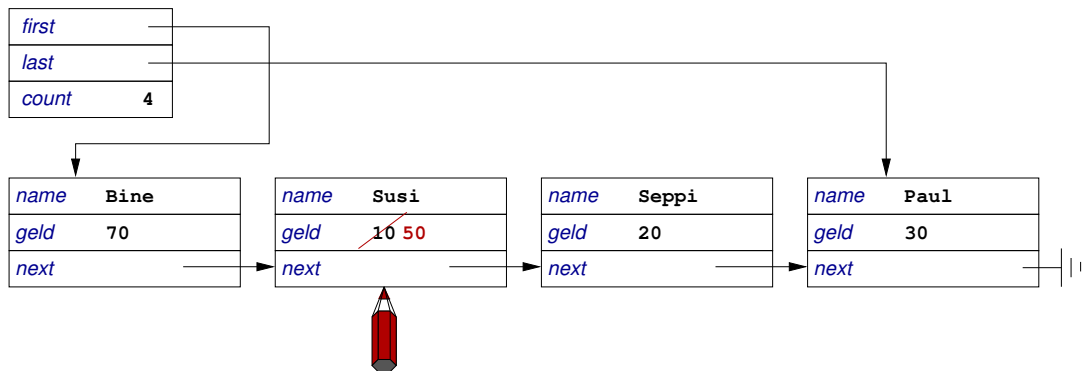 first
last
count 4
name Bine
geld 70
next
name Susi
geld 10 50
next
name Seppi
geld 20
next
name Paul
geld 30
next